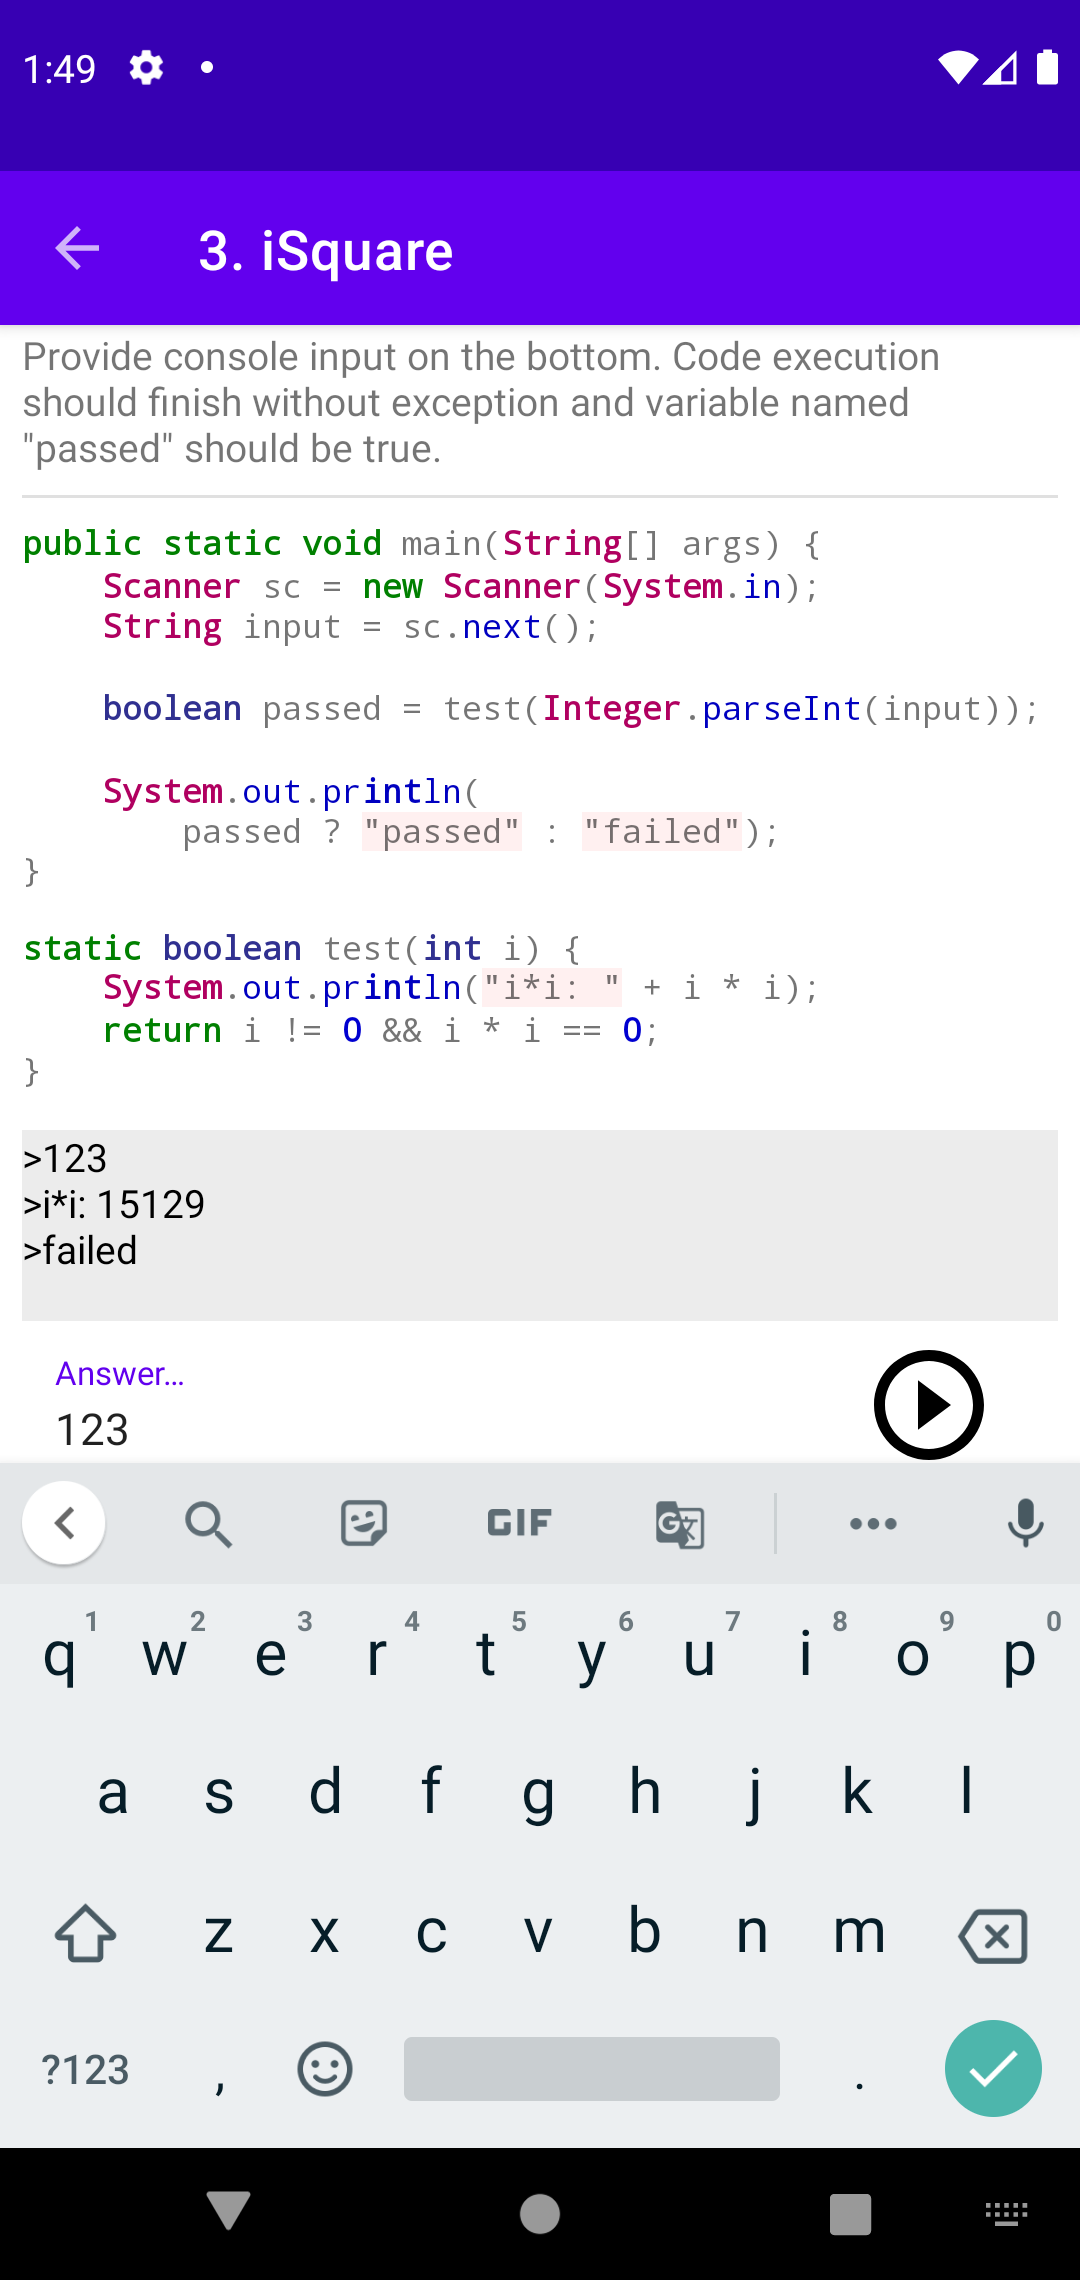 1:49
3. iSquare
Provide console input on the bottom. Code execution
should finish without exception and variable named
"passed" should be true.
public static void main(String[] args) {
    Scanner sc = new Scanner(System.in);
    String input = sc.next();
    boolean passed = test(Integer.parseInt(input));
    System.out.println(
        passed ? "passed" : "failed");
}
static boolean test(int i) {
    System.out.println("i*i: " + i * i);
    return i != 0 && i * i == 0;
}
>123
>i*i: 15129
>failed
Answer...
123
GIF
G
1 2 3 4 5 6 7 8 9 0
q w e r t y u i o p
a s d f g h j k l
z x c v b n m
?123 , .